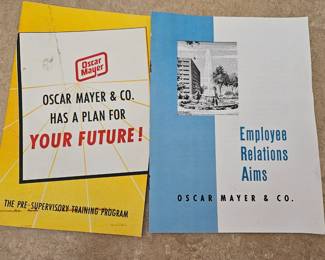 Oscar
Mayer
OSCAR MAYER & CO.
HAS A PLAN FOR
YOUR FUTURE!
THE PRE-SUPERVISORY TRAINING PROGRAM
Employee
Relations
Aims
OSCAR MAYER & CO.